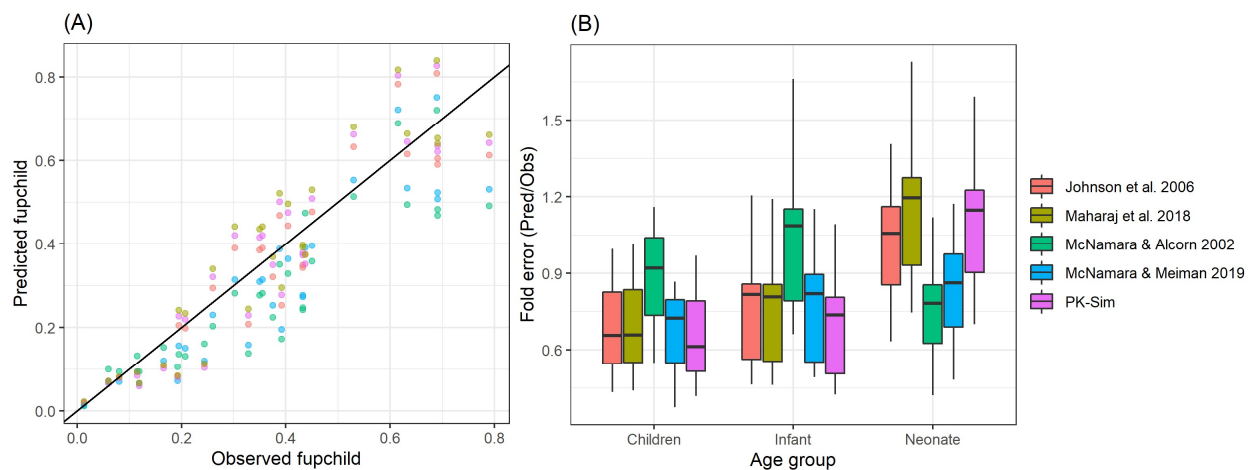 (A)
0.8
0.6
0.4
0.2
0.0
Predicted fupchild
0.0 0.2 0.4 0.6 0.8
Observed fupchild
(B)
1.5
1.2
0.9
0.6
Fold error (Pred/Obs)
Children Infant Neonate
Age group
Johnson et al. 2006
Maharaj et al. 2018
McNamara & Alcorn 2002
McNamara & Meiman 2019
PK-Sim